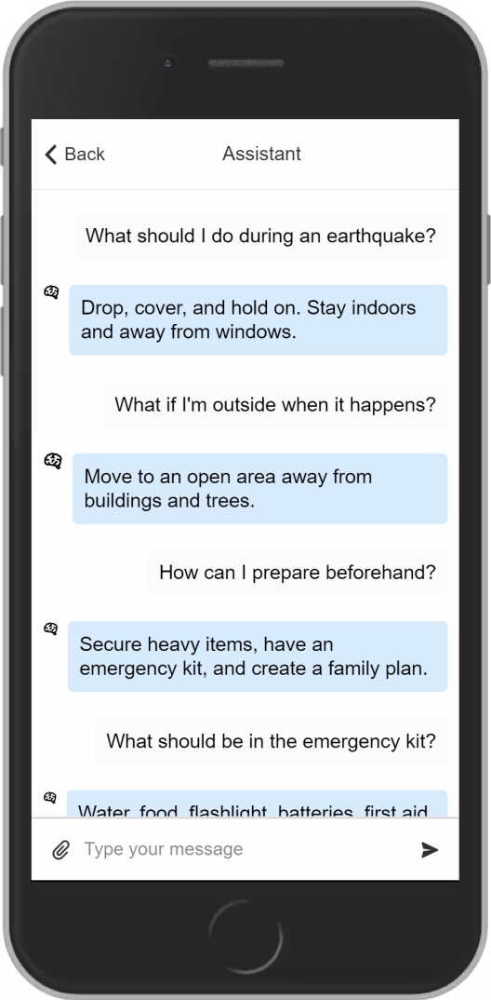 Back
Assistant
What should I do during an earthquake?
Drop, cover, and hold on. Stay indoors
and away from windows.
What if I'm outside when it happens?
Move to an open area away from
buildings and trees.
How can I prepare beforehand?
Secure heavy items, have an
emergency kit, and create a family plan.
What should be in the emergency kit?
Water, food, flashlight, batteries, first aid
Type your message